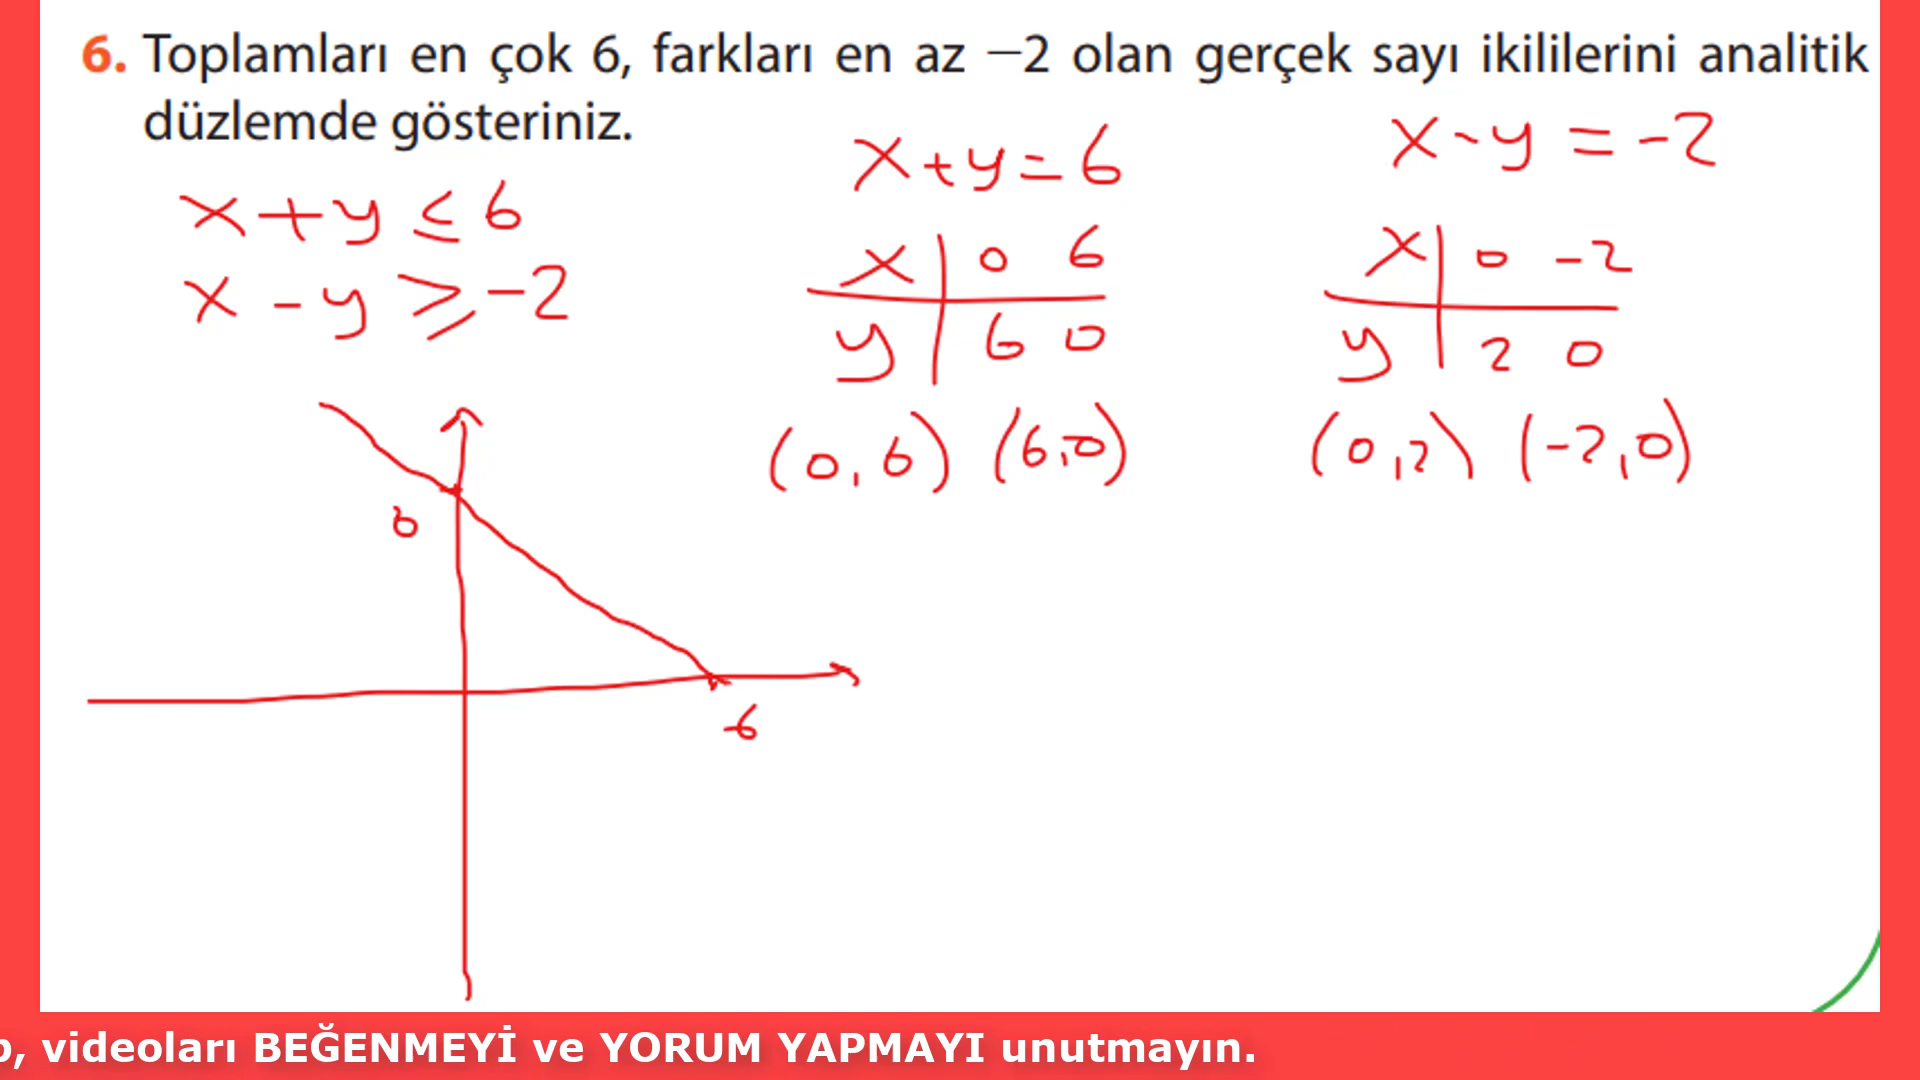 6. Toplamları en çok 6, farkları en az −2 olan gerçek sayı ikililerini analitik
düzlemde gösteriniz.
x+y≤6
x-y≥-2
x+y=6
x | 0 6
y | 6 0
(0,6) (6,0)
x-y=-2
x | 0 -2
y | 2 0
(0,2) (-2,0)
6
6
, videoları BEĞENMEYİ ve YORUM YAPMAYI unutmayın.